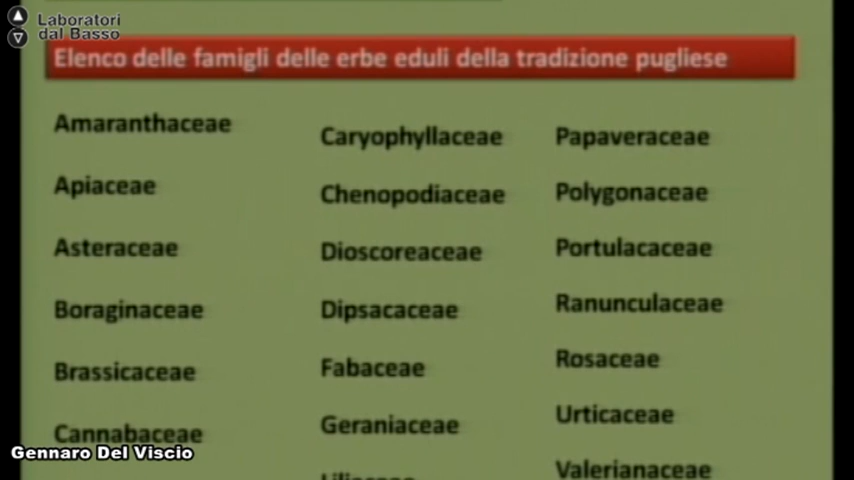 Laboratori
dal Basso
Elenco delle famigli delle erbe eduli della tradizione pugliese
Amaranthaceae
Apiaceae
Asteraceae
Boraginaceae
Brassicaceae
Cannabaceae
Caryophyllaceae
Chenopodiaceae
Dioscoreaceae
Dipsacaceae
Fabaceae
Geraniaceae
Papaveraceae
Polygonaceae
Portulacaceae
Ranunculaceae
Rosaceae
Urticaceae
Valerianaceae
Gennaro Del Viscio